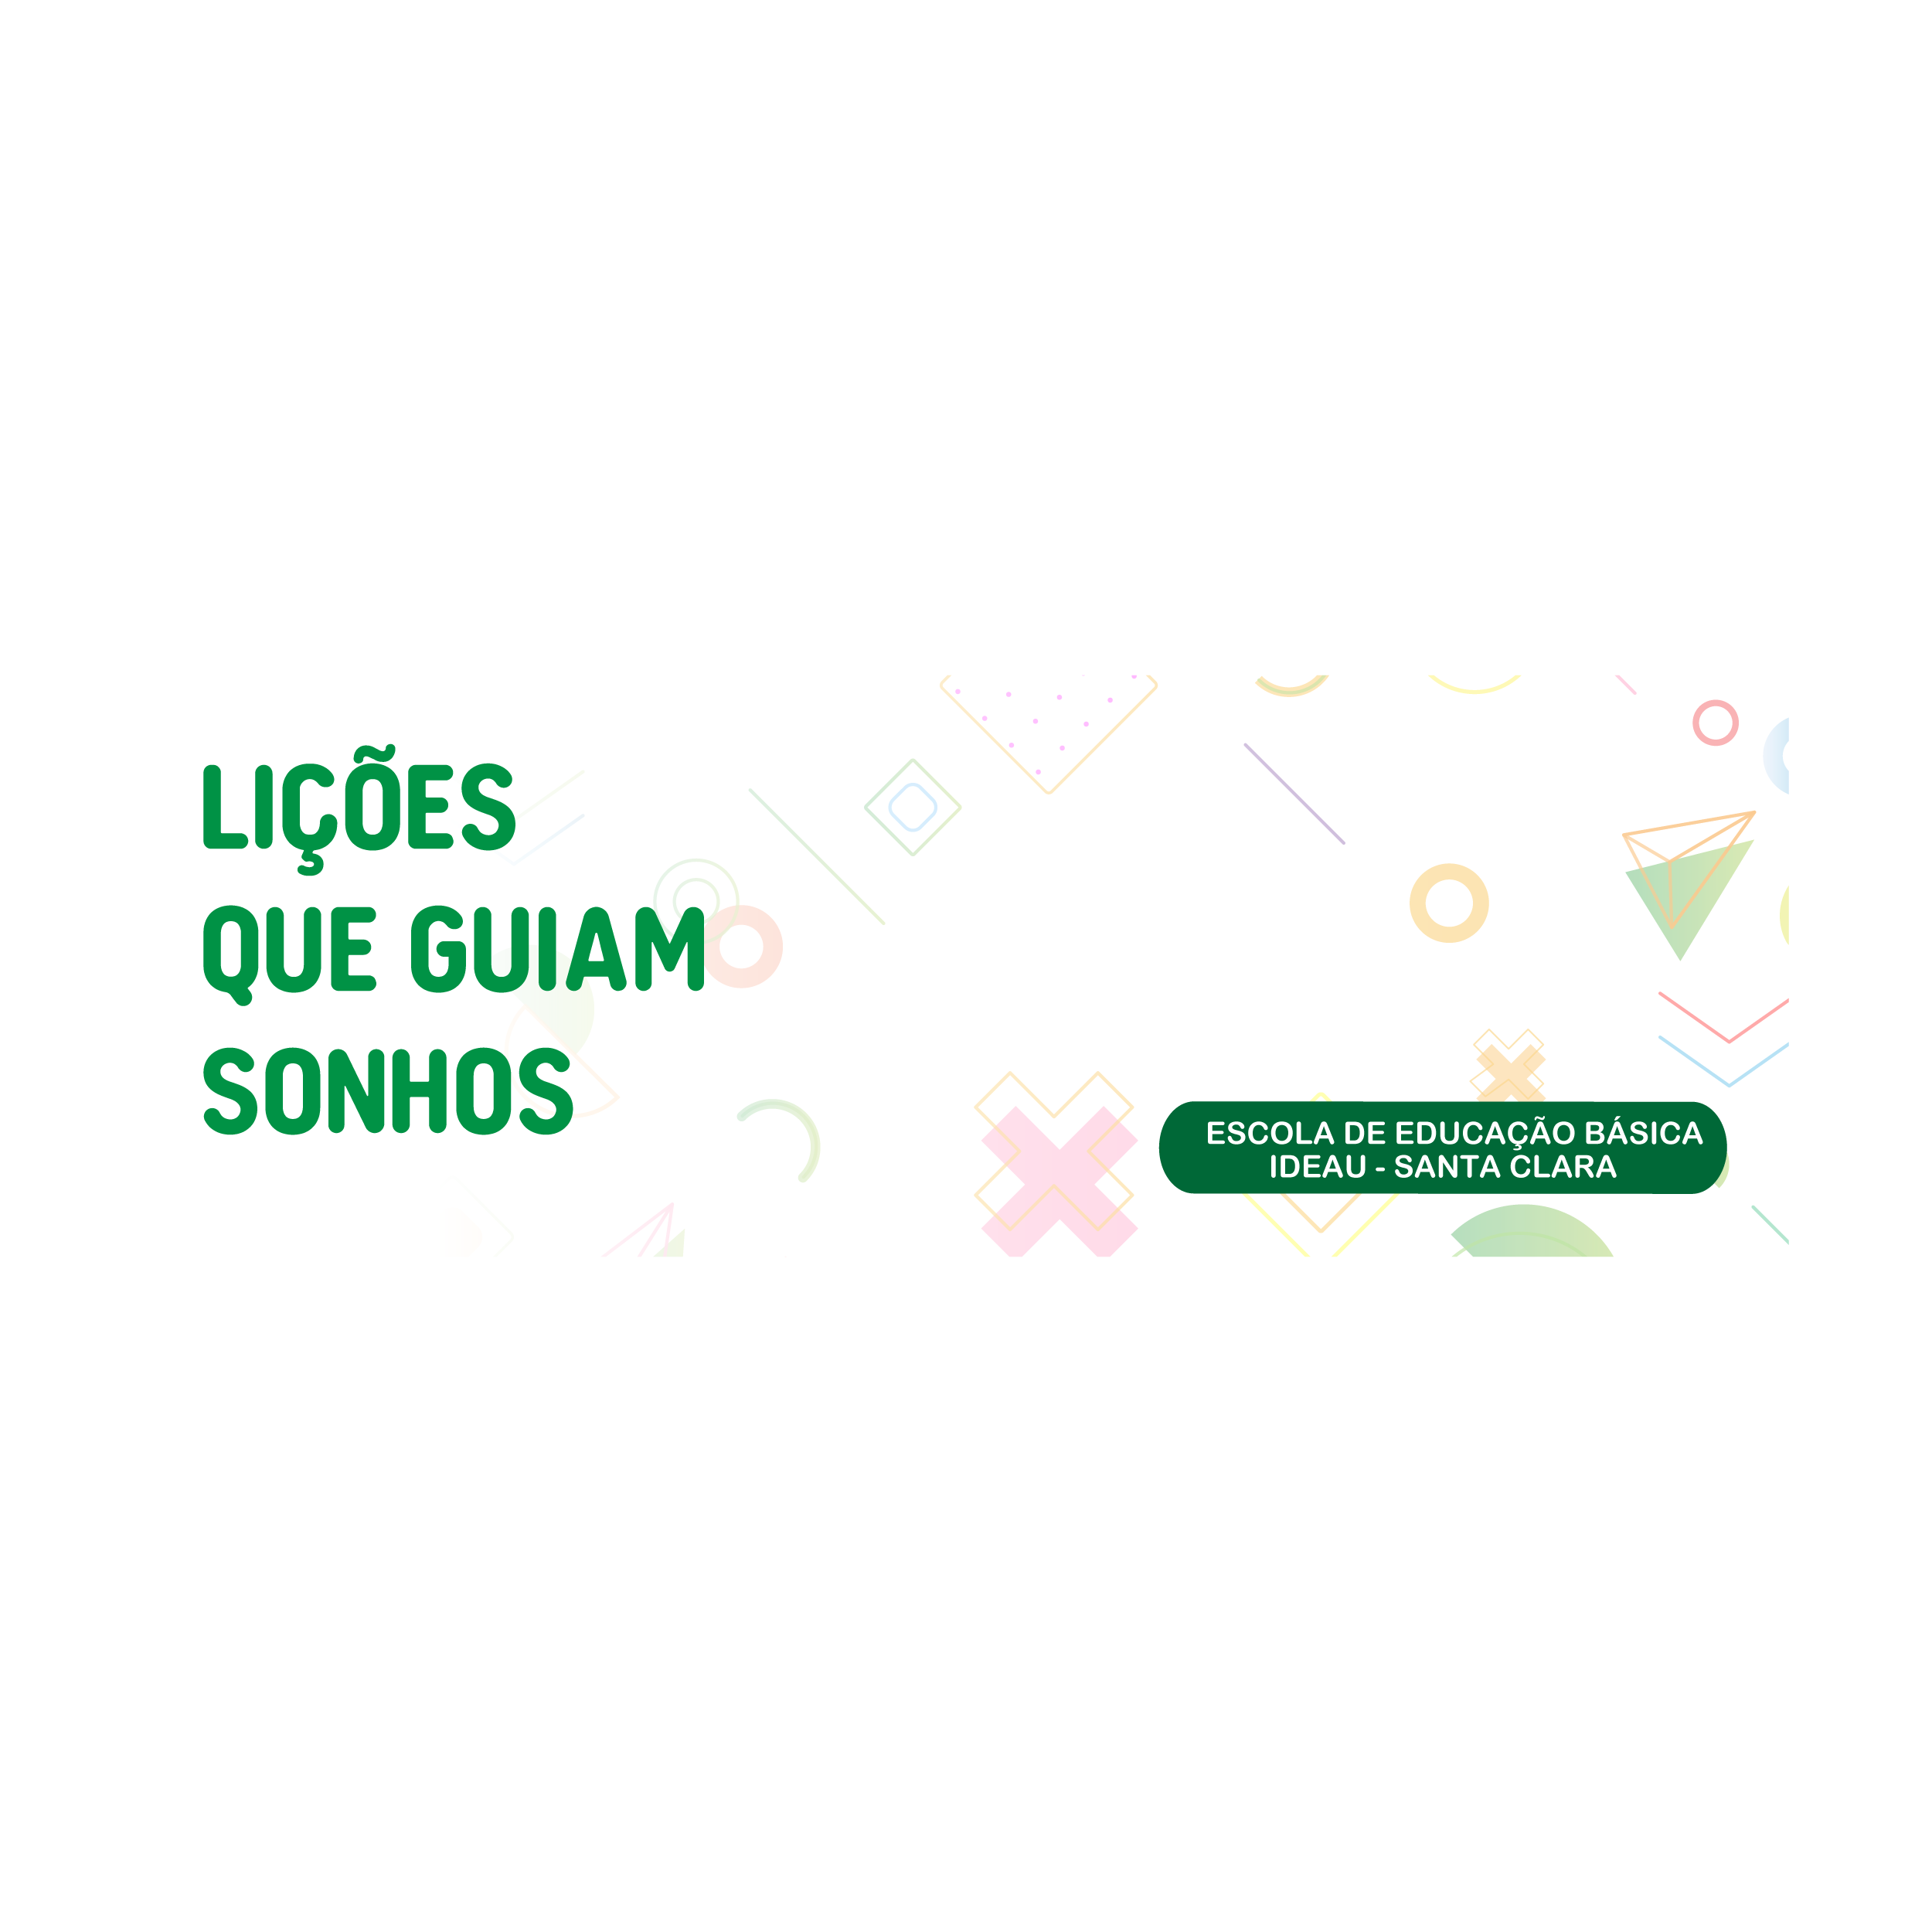 LIÇÕES
QUE GUIAM
SONHOS
ESCOLA DE EDUCAÇÃO BÁSICA
IDEAU - SANTA CLARA